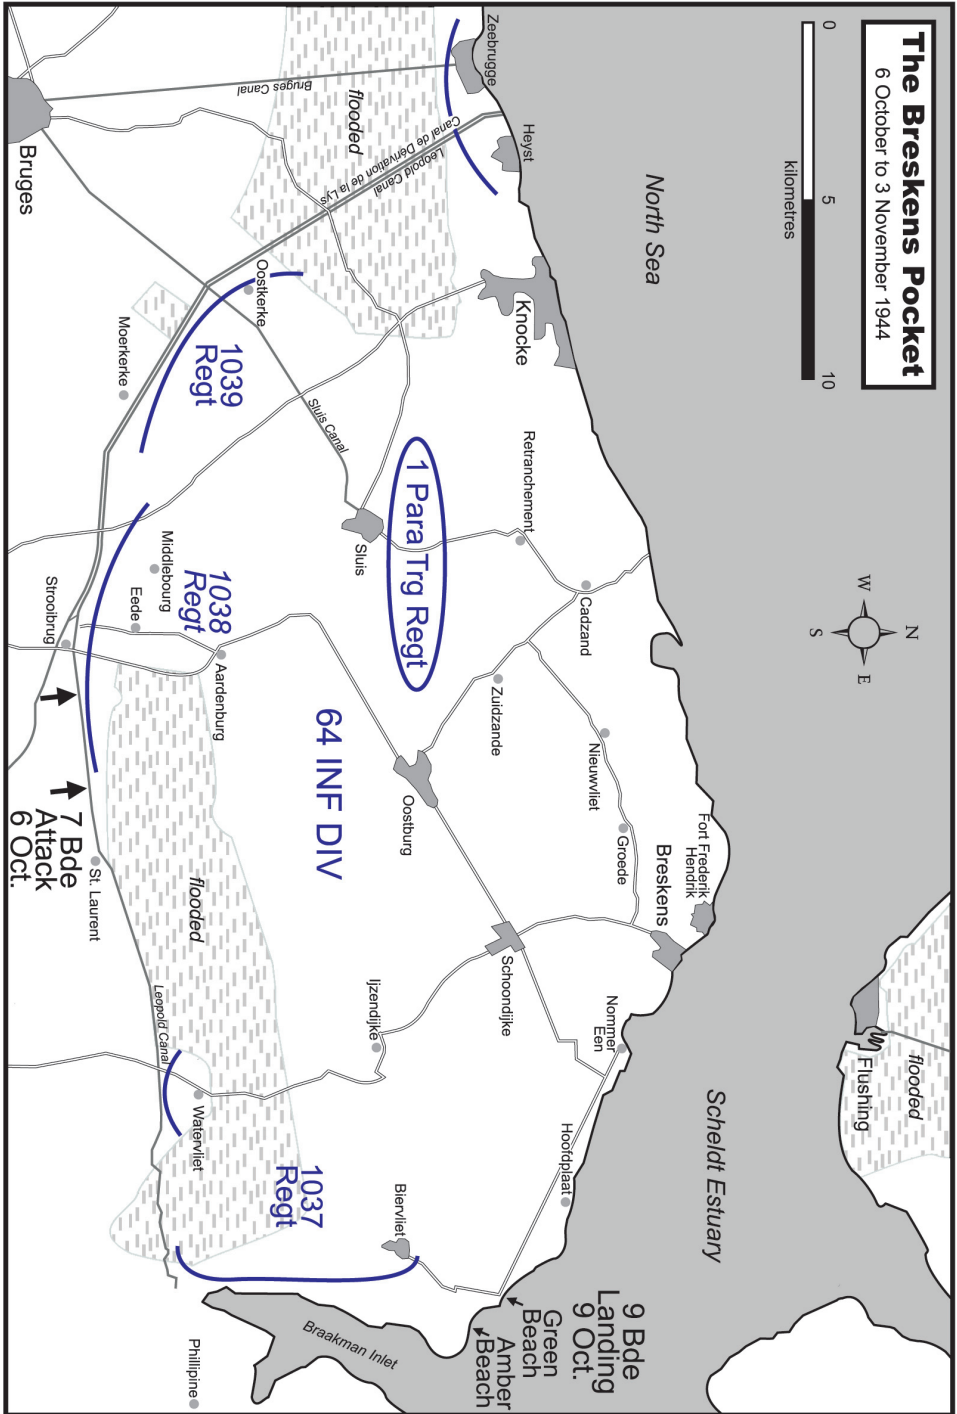 The Breskens Pocket
6 October to 3 November 1944
0 5 10
kilometres
North Sea
N
W
E
S
Zeebrugge
Heyst
Knocke
Bruges Canal
flooded
Canal de Dérivation de la Lys
Leopold Canal
Bruges
Oostkerke
Moerkerke
1039
Regt
Sluis Canal
Sluis
1 Para Trg Regt
Retranchement
Cadzand
Zuidzande
Nieuwvliet
Groede
Fort Frederik
Hendrik
Breskens
Middlebourg
Eede
Strooibrug
1038
Regt
Aardenburg
64 INF DIV
Oostburg
Schoondijke
Ijzendijke
Nommer
Een
Hoofdplaat
7 Bde
Attack
6 Oct.
St. Laurent
flooded
Leopold Canal
Watervliet
1037
Regt
Biervliet
Flushing
flooded
Scheldt Estuary
9 Bde
Landing
9 Oct.
Green
Beach
Amber
Beach
Braakman Inlet
Phillipine